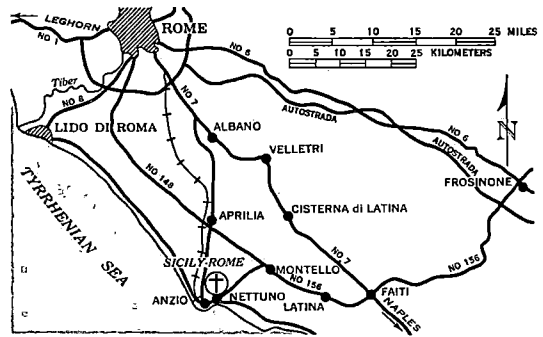 LEGHORN
NO 1
ROME
0 5 10 15 20 25 MILES
0 5 10 15 20 25 KILOMETERS
NO 6
Tiber
NO 8
NO 7
AUTOSTRADA
N
LIDO DI ROMA
ALBANO
NO 6
AUTOSTRADA
VELLETRI
NO 148
FROSINONE
TYRRHENIAN SEA
APRILIA
CISTERNA di LATINA
NO 7
NO 156
SICILY-ROME
MONTELLO
ANZIO
NETTUNO
NO 156
LATINA
FAITI
NAPLES